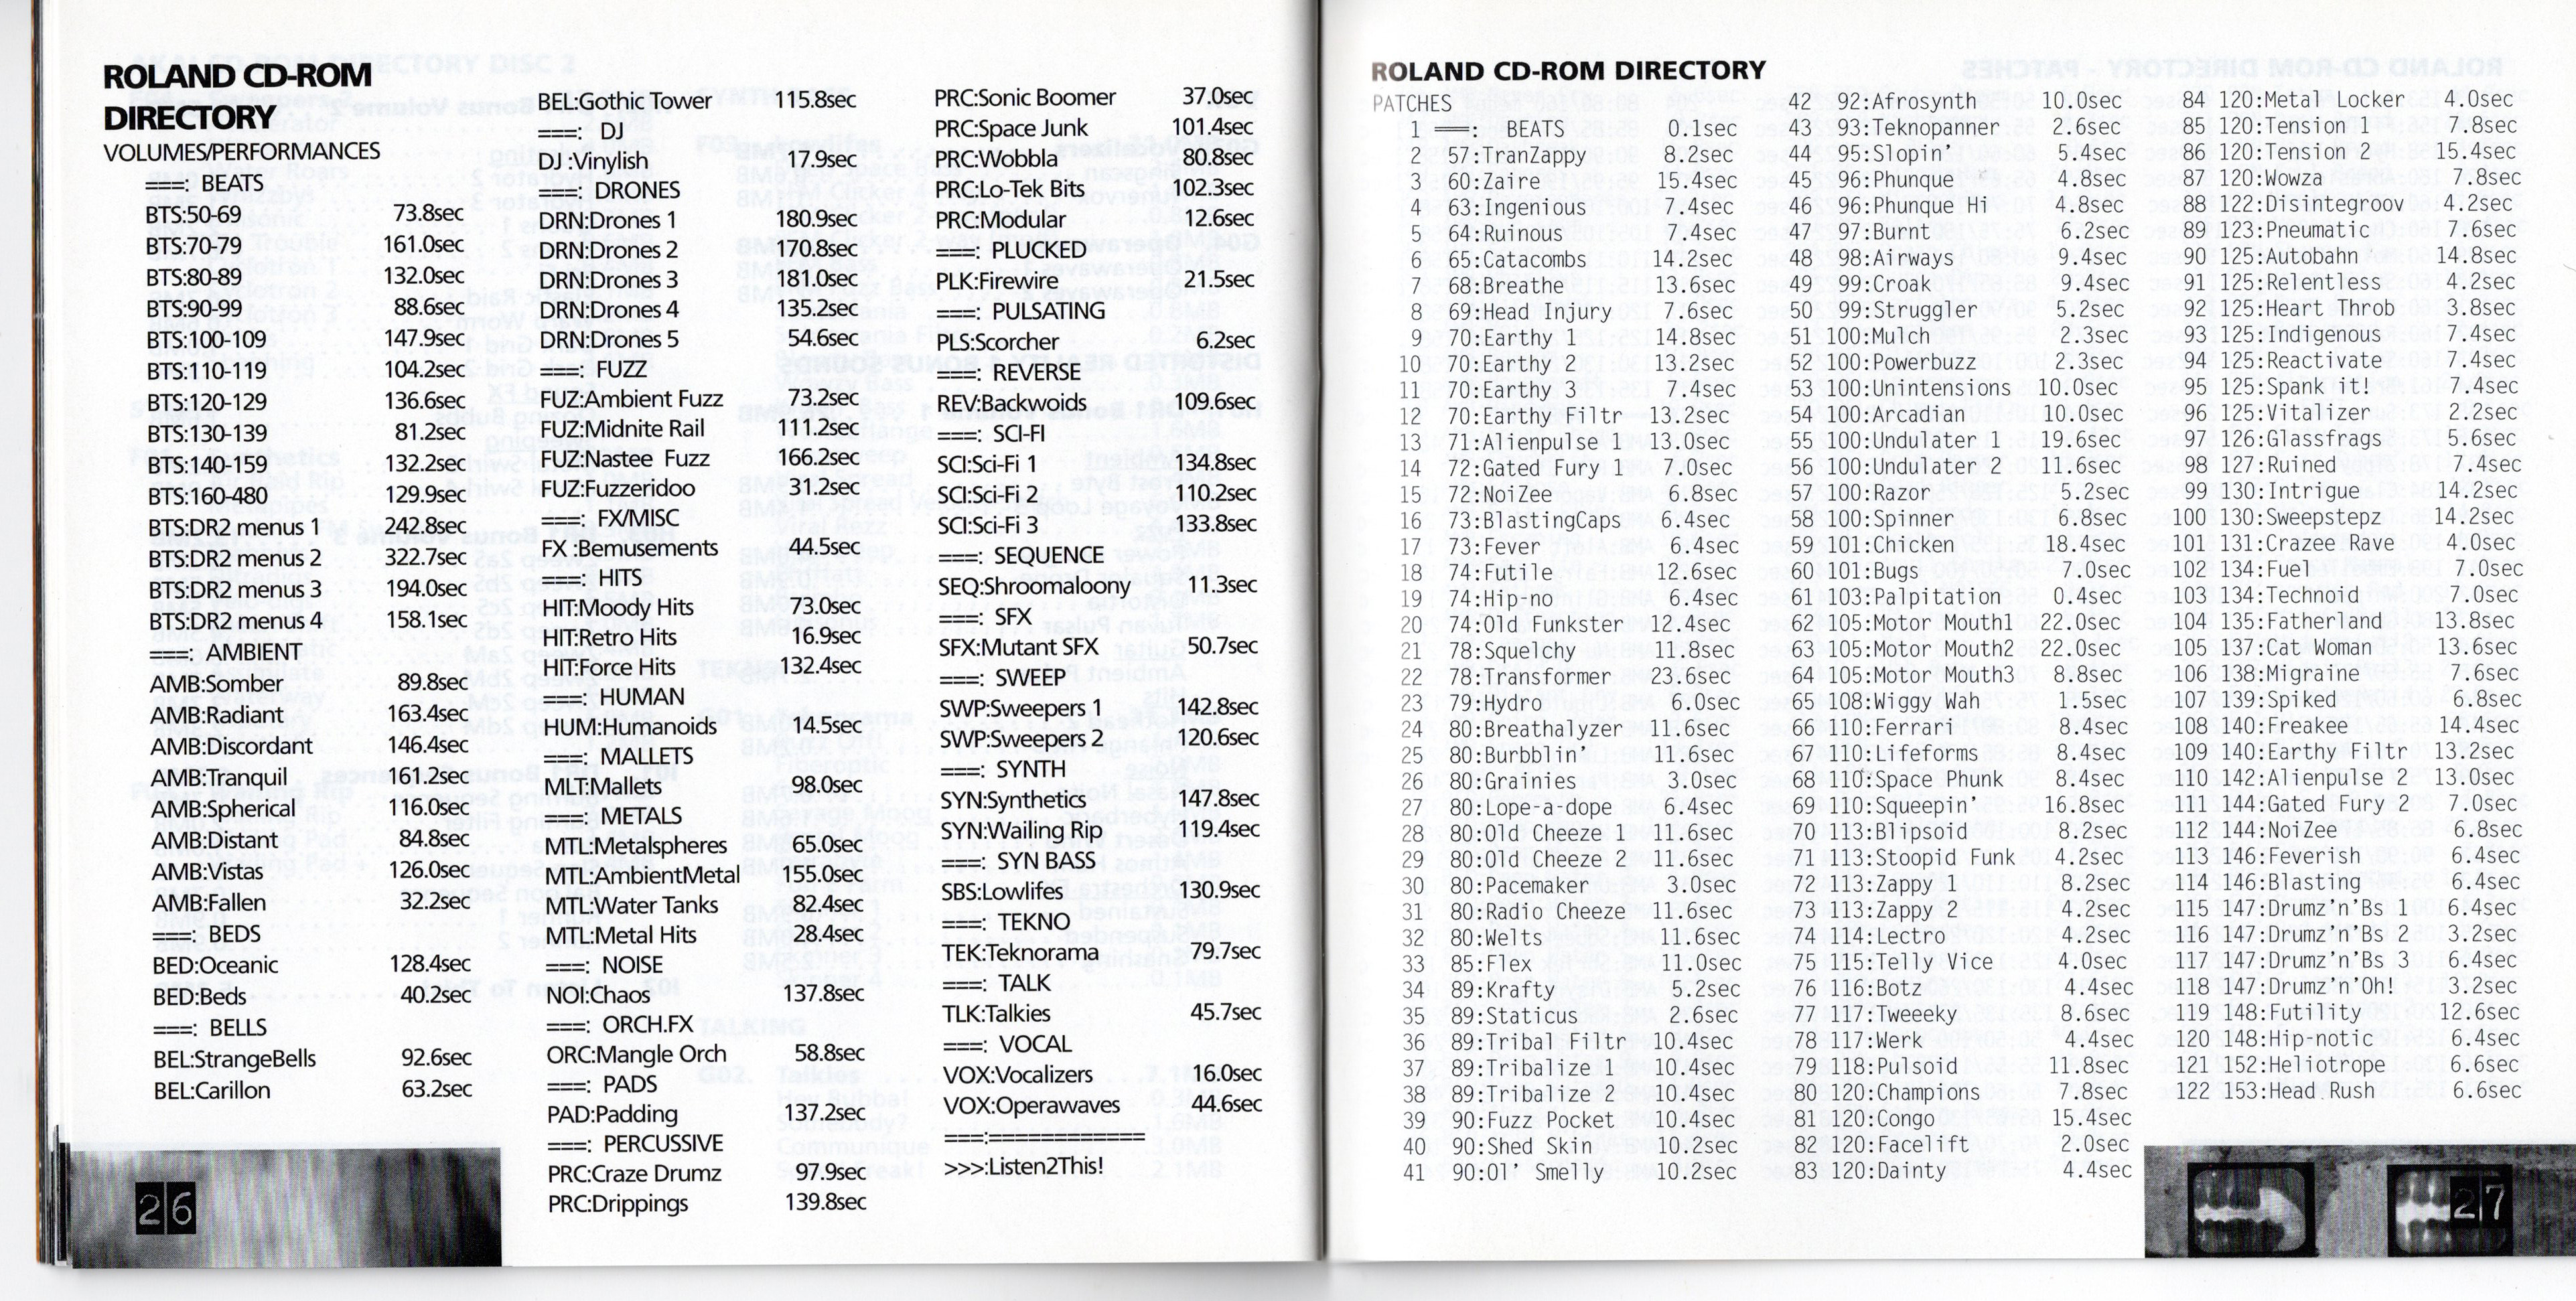 ROLAND CD-ROM
DIRECTORY
VOLUMES/PERFORMANCES
===: BEATS
BTS:50-69 73.8sec
BTS:70-79 161.0sec
BTS:80-89 132.0sec
BTS:90-99 88.6sec
BTS:100-109 147.9sec
BTS:110-119 104.2sec
BTS:120-129 136.6sec
BTS:130-139 81.2sec
BTS:140-159 132.2sec
BTS:160-480 129.9sec
BTS:DR2 menus 1 242.8sec
BTS:DR2 menus 2 322.7sec
BTS:DR2 menus 3 194.0sec
BTS:DR2 menus 4 158.1sec
===: AMBIENT
AMB:Somber 89.8sec
AMB:Radiant 163.4sec
AMB:Discordant 146.4sec
AMB:Tranquil 161.2sec
AMB:Spherical 116.0sec
AMB:Distant 84.8sec
AMB:Vistas 126.0sec
AMB:Fallen 32.2sec
===: BEDS
BED:Oceanic 128.4sec
BED:Beds 40.2sec
===: BELLS
BEL:StrangeBells 92.6sec
BEL:Carillon 63.2sec
26
BEL:Gothic Tower 115.8sec
===: DJ
DJ :Vinylish 17.9sec
===: DRONES
DRN:Drones 1 180.9sec
DRN:Drones 2 170.8sec
DRN:Drones 3 181.0sec
DRN:Drones 4 135.2sec
DRN:Drones 5 54.6sec
===: FUZZ
FUZ:Ambient Fuzz 73.2sec
FUZ:Midnite Rail 111.2sec
FUZ:Nastee Fuzz 166.2sec
FUZ:Fuzzeridoo 31.2sec
===: FX/MISC
FX :Bemusements 44.5sec
===: HITS
HIT:Moody Hits 73.0sec
HIT:Retro Hits 16.9sec
HIT:Force Hits 132.4sec
===: HUMAN
HUM:Humanoids 14.5sec
===: MALLETS
MLT:Mallets 98.0sec
===: METALS
MTL:Metalspheres 65.0sec
MTL:AmbientMetal 155.0sec
MTL:Water Tanks 82.4sec
MTL:Metal Hits 28.4sec
===: NOISE
NOI:Chaos 137.8sec
===: ORCH.FX
ORC:Mangle Orch 58.8sec
===: PADS
PAD:Padding 137.2sec
===: PERCUSSIVE
PRC:Craze Drumz 97.9sec
PRC:Drippings 139.8sec
PRC:Sonic Boomer 37.0sec
PRC:Space Junk 101.4sec
PRC:Wobbla 80.8sec
PRC:Lo-Tek Bits 102.3sec
PRC:Modular 12.6sec
===: PLUCKED
PLK:Firewire 21.5sec
===: PULSATING
PLS:Scorcher 6.2sec
===: REVERSE
REV:Backwoids 109.6sec
===: SCI-FI
SCI:Sci-Fi 1 134.8sec
SCI:Sci-Fi 2 110.2sec
SCI:Sci-Fi 3 133.8sec
===: SEQUENCE
SEQ:Shroomaloony 11.3sec
===: SFX
SFX:Mutant SFX 50.7sec
===: SWEEP
SWP:Sweepers 1 142.8sec
SWP:Sweepers 2 120.6sec
===: SYNTH
SYN:Synthetics 147.8sec
SYN:Wailing Rip 119.4sec
===: SYN BASS
SBS:Lowlifes 130.9sec
===: TEKNO
TEK:Teknorama 79.7sec
===: TALK
TLK:Talkies 45.7sec
===: VOCAL
VOX:Vocalizers 16.0sec
VOX:Operawaves 44.6sec
===:============
>>>:Listen2This!
ROLAND CD-ROM DIRECTORY
PATCHES
1 ===: BEATS 0.1sec
2 57:TranZappy 8.2sec
3 60:Zaire 15.4sec
4 63:Ingenious 7.4sec
5 64:Ruinous 7.4sec
6 65:Catacombs 14.2sec
7 68:Breathe 13.6sec
8 69:Head Injury 7.6sec
9 70:Earthy 1 14.8sec
10 70:Earthy 2 13.2sec
11 70:Earthy 3 7.4sec
12 70:Earthy Filtr 13.2sec
13 71:Alienpulse 1 13.0sec
14 72:Gated Fury 1 7.0sec
15 72:NoiZee 6.8sec
16 73:BlastingCaps 6.4sec
17 73:Fever 6.4sec
18 74:Futile 12.6sec
19 74:Hip-no 6.4sec
20 74:Old Funkster 12.4sec
21 78:Squelchy 11.8sec
22 78:Transformer 23.6sec
23 79:Hydro 6.0sec
24 80:Breathalyzer 11.6sec
25 80:Burbblin' 11.6sec
26 80:Grainiac 3.0sec
27 80:Lope-a-dope 6.4sec
28 80:Old Cheeze 1 11.6sec
29 80:Old Cheeze 2 11.6sec
30 80:Pacemaker 3.0sec
31 80:Radio Cheeze 11.6sec
32 80:Welts 11.6sec
33 85:Flex 11.0sec
34 89:Krafty 5.2sec
35 89:Staticus 2.6sec
36 89:Tribal Filtr 10.4sec
37 89:Tribalize 1 10.4sec
38 89:Tribalize 2 10.4sec
39 90:Fuzz Pocket 10.4sec
40 90:Shed Skin 10.2sec
41 90:Ol' Smelly 10.2sec
42 92:Afrosynth 10.0sec
43 93:Teknopanner 2.6sec
44 95:Slopin' 5.4sec
45 96:Phunque 4.8sec
46 96:Phunque Hi 4.8sec
47 97:Burnt 6.2sec
48 98:Airways 9.4sec
49 99:Croak 9.4sec
50 99:Struggler 5.2sec
51 100:Mulch 2.3sec
52 100:Powerbuzz 2.3sec
53 100:Unintensions 10.0sec
54 100:Arcadian 10.0sec
55 100:Undulater 1 19.6sec
56 100:Undulater 2 11.6sec
57 100:Razor 5.2sec
58 100:Spinner 6.8sec
59 101:Chicken 18.4sec
60 101:Bugs 7.0sec
61 103:Palpitation 0.4sec
62 105:Motor Mouth1 22.0sec
63 105:Motor Mouth2 22.0sec
64 105:Motor Mouth3 8.8sec
65 108:Wiggy Wah 1.5sec
66 110:Ferrante 8.4sec
67 110:Lifeforms 8.4sec
68 110:Space Phunk 8.4sec
69 110:Squeepin' 16.8sec
70 113:Blipsoid 8.2sec
71 113:Stoopid Funk 4.2sec
72 113:Zappy 1 8.2sec
73 113:Zappy 2 4.2sec
74 114:Lectro 4.2sec
75 115:Telly Vice 4.0sec
76 116:Botz 4.4sec
77 117:Tweeeky 8.6sec
78 117:Werk 4.4sec
79 118:Pulsoid 11.8sec
80 120:Champions 7.8sec
81 120:Congo 15.4sec
82 120:Facelift 2.0sec
83 120:Dainty 4.4sec
84 120:Metal Locker 4.0sec
85 120:Tension 1 7.8sec
86 120:Tension 2 15.4sec
87 120:Wowza 7.8sec
88 122:Disintegroov 4.2sec
89 123:Pneumatic 7.6sec
90 125:Autobahn 14.8sec
91 125:Relentless 4.2sec
92 125:Heart Throb 3.8sec
93 125:Indigenous 7.4sec
94 125:Reactivate 7.4sec
95 125:Spank it! 7.4sec
96 125:Vitalizer 2.2sec
97 126:Glassfrags 5.6sec
98 127:Ruined 7.4sec
99 130:Intrigue 14.2sec
100 130:Sweepstepz 14.2sec
101 131:Crazee Rave 4.0sec
102 134:Fuel 7.0sec
103 134:Technoid 7.0sec
104 135:Fatherland 13.8sec
105 137:Cat Woman 13.6sec
106 138:Migraine 7.6sec
107 139:Spiked 6.8sec
108 140:Freakee 14.4sec
109 140:Earthy Filtr 13.2sec
110 142:Alienpulse 2 13.0sec
111 144:Gated Fury 2 7.0sec
112 144:NoiZee 6.8sec
113 146:Feverish 6.4sec
114 146:Blasting 6.4sec
115 147:Drumz'n'Bs 1 6.4sec
116 147:Drumz'n'Bs 2 3.2sec
117 147:Drumz'n'Bs 3 6.4sec
118 147:Drumz'n'Oh! 3.2sec
119 148:Futility 12.6sec
120 148:Hip-notic 6.4sec
121 152:Heliotrope 6.6sec
122 153:Head Rush 6.6sec
27